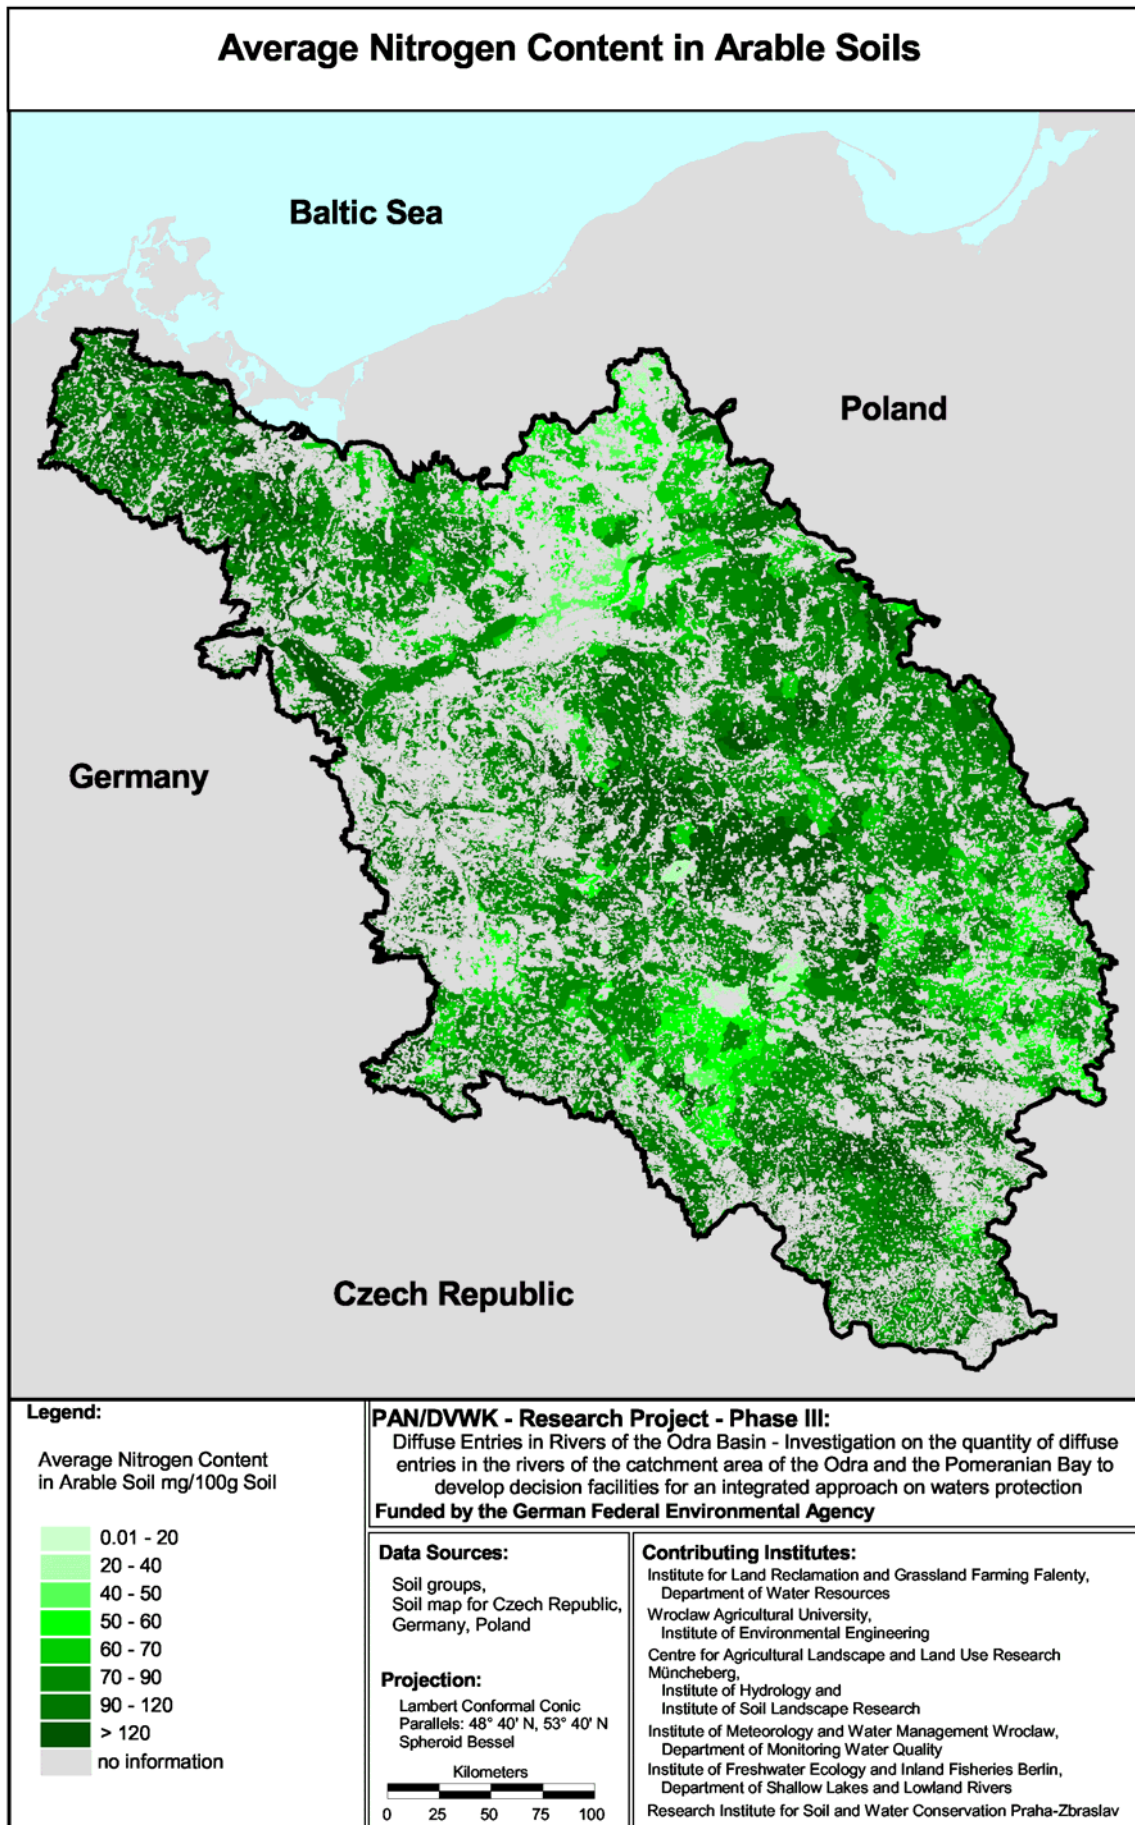 Average Nitrogen Content in Arable Soils
Baltic Sea
Poland
Germany
Czech Republic
Legend:
Average Nitrogen Content
in Arable Soil mg/100g Soil
0.01 - 20
20 - 40
40 - 50
50 - 60
60 - 70
70 - 90
90 - 120
> 120
no information
PAN/DVWK - Research Project - Phase III:
Diffuse Entries in Rivers of the Odra Basin - Investigation on the quantity of diffuse
entries in the rivers of the catchment area of the Odra and the Pomeranian Bay to
develop decision facilities for an integrated approach on waters protection
Funded by the German Federal Environmental Agency
Data Sources:
Soil groups,
Soil map for Czech Republic,
Germany, Poland
Projection:
Lambert Conformal Conic
Parallels: 48° 40' N, 53° 40' N
Spheroid Bessel
Kilometers
0 25 50 75 100
Contributing Institutes:
Institute for Land Reclamation and Grassland Farming Falenty,
Department of Water Resources
Wroclaw Agricultural University,
Institute of Environmental Engineering
Centre for Agricultural Landscape and Land Use Research
Müncheberg,
Institute of Hydrology and
Institute of Soil Landscape Research
Institute of Meteorology and Water Management Wroclaw,
Department of Monitoring Water Quality
Institute of Freshwater Ecology and Inland Fisheries Berlin,
Department of Shallow Lakes and Lowland Rivers
Research Institute for Soil and Water Conservation Praha-Zbraslav